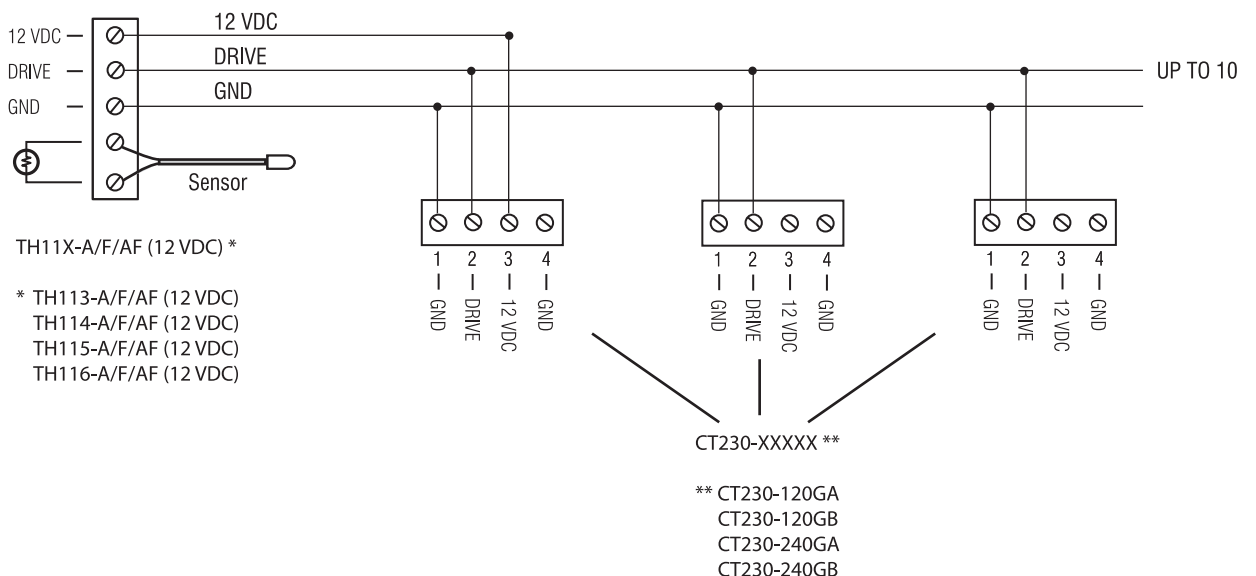 12 VDC
DRIVE
GND
12 VDC
DRIVE
GND
UP TO 10
Sensor
TH11X-A/F/AF (12 VDC) *
* TH113-A/F/AF (12 VDC)
TH114-A/F/AF (12 VDC)
TH115-A/F/AF (12 VDC)
TH116-A/F/AF (12 VDC)
1 2 3 4
GND DRIVE 12 VDC GND
1 2 3 4
GND DRIVE 12 VDC GND
1 2 3 4
GND DRIVE 12 VDC GND
CT230-XXXXX **
** CT230-120GA
CT230-120GB
CT230-240GA
CT230-240GB